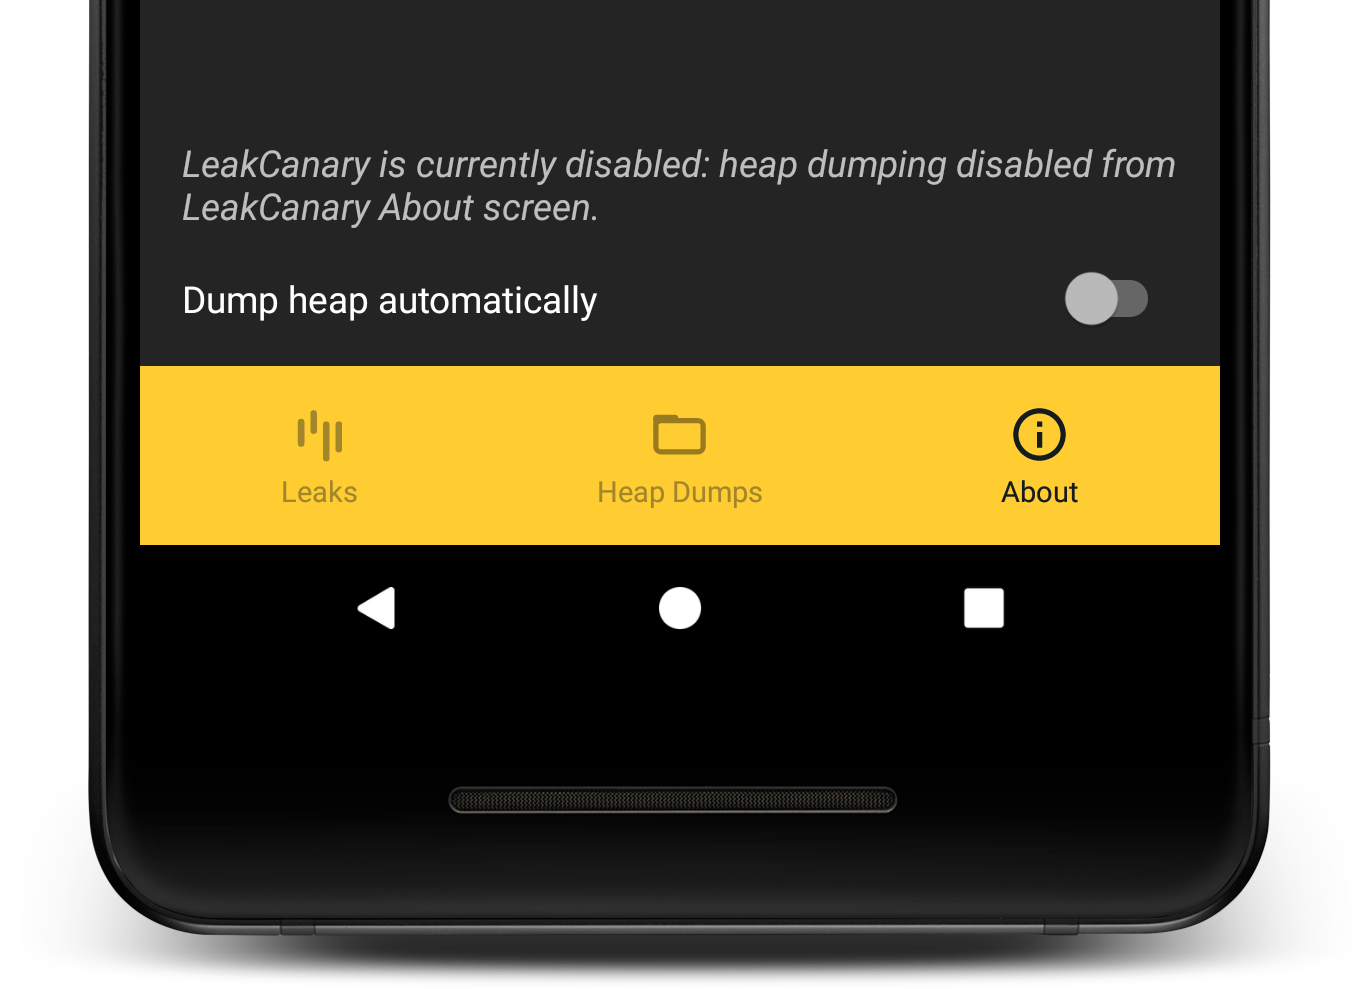 LeakCanary is currently disabled: heap dumping disabled from
LeakCanary About screen.
Dump heap automatically
Leaks
Heap Dumps
About